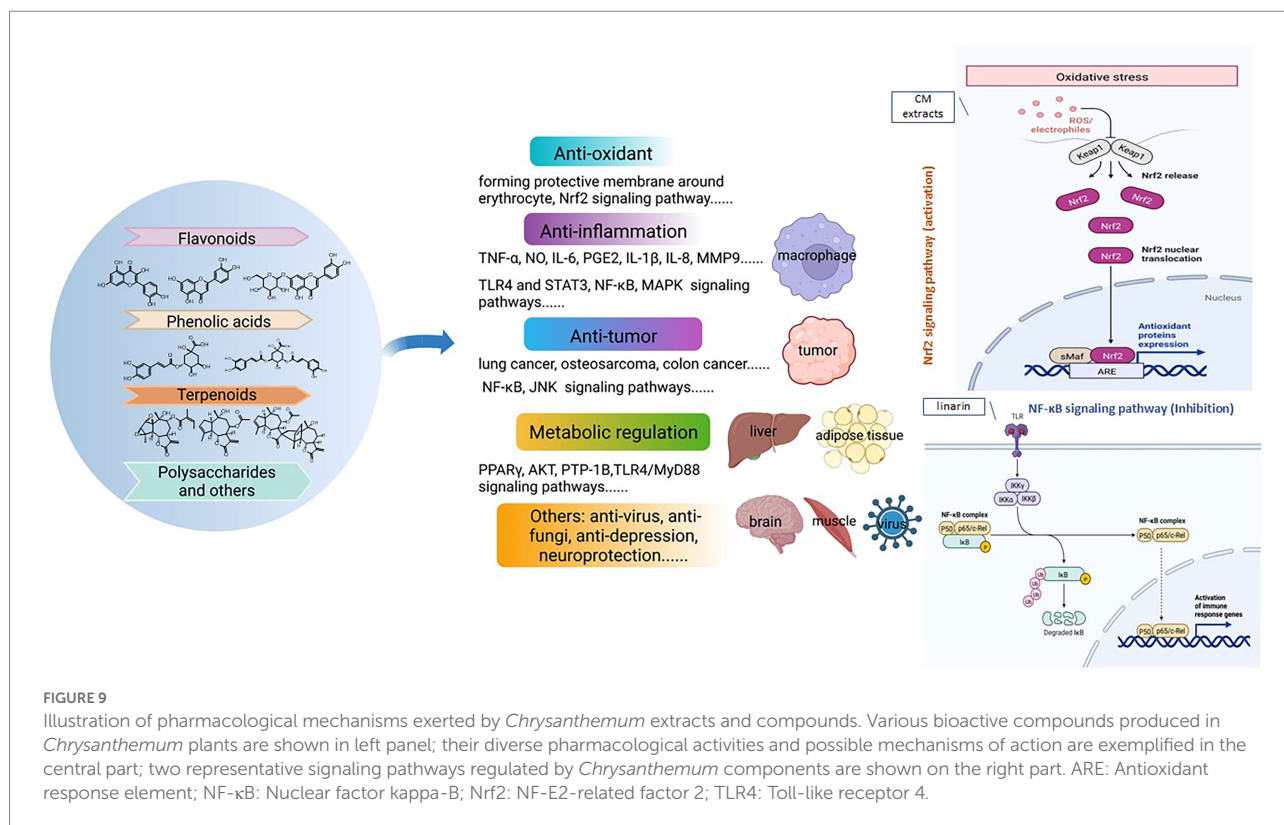 Flavonoids
Phenolic acids
Terpenoids
Polysaccharides
and others
Anti-oxidant
forming protective membrane around
erythrocyte, Nrf2 signaling pathway......
Anti-inflammation
TNF-α, NO, IL-6, PGE2, IL-1β, IL-8, MMP9......
TLR4 and STAT3, NF-κB, MAPK signaling
pathways......
macrophage
Anti-tumor
lung cancer, osteosarcoma, colon cancer......
NF-κB, JNK signaling pathways......
tumor
Metabolic regulation
PPARγ, AKT, PTP-1B,TLR4/MyD88
signaling pathways......
liver
adipose tissue
Others: anti-virus, anti-
fungi, anti-depression,
neuroprotection......
brain
muscle
virus
Nrf2 signaling pathway (activation)
CM
extracts
Oxidative stress
ROS/
electrophiles
Keap1
Keap1
Nrf2 release
Nrf2
Nrf2
Nrf2
Nrf2
Nrf2 nuclear
translocation
Nucleus
Antioxidant
proteins
expression
sMaf
Nrf2
ARE
linarin
NF-κB signaling pathway (Inhibition)
TLR
IKKγ
IKKα
IKKβ
NF-κB complex
P50
p65/c-Rel
IκB
P
NF-κB complex
P50
p65/c-Rel
Ub
IκB
P
Ub
Ub
Ub
Degraded IκB
Activation
of immune
response genes
P50
p65/c-Rel
FIGURE 9
Illustration of pharmacological mechanisms exerted by Chrysanthemum extracts and compounds. Various bioactive compounds produced in
Chrysanthemum plants are shown in left panel; their diverse pharmacological activities and possible mechanisms of action are exemplified in the
central part; two representative signaling pathways regulated by Chrysanthemum components are shown on the right part. ARE: Antioxidant
response element; NF-κB: Nuclear factor kappa-B; Nrf2: NF-E2-related factor 2; TLR4: Toll-like receptor 4.